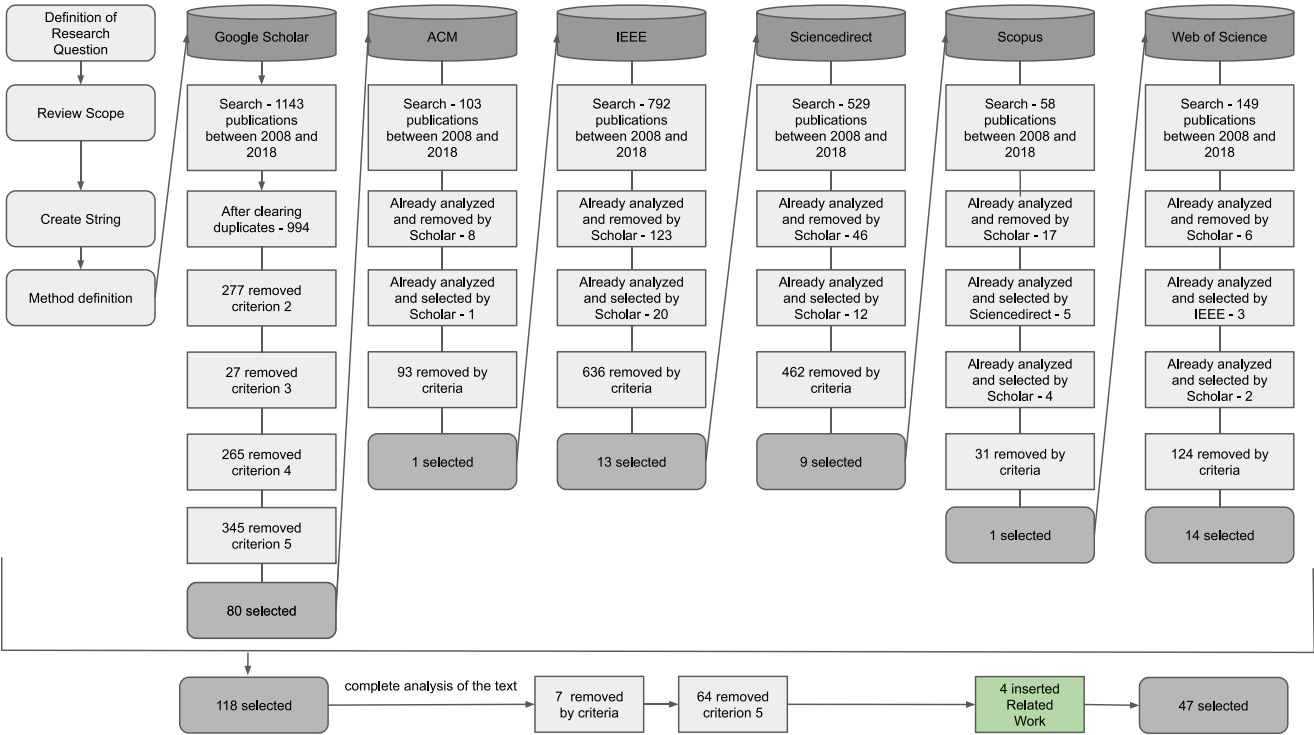 Definition of
Research
Question
Review Scope
Create String
Method definition
Google Scholar
Search - 1143
publications
between 2008 and
2018
After clearing
duplicates - 994
277 removed
criterion 2
27 removed
criterion 3
265 removed
criterion 4
345 removed
criterion 5
80 selected
ACM
Search - 103
publications
between 2008 and
2018
Already analyzed
and removed by
Scholar - 8
Already analyzed
and selected by
Scholar - 1
93 removed by
criteria
1 selected
IEEE
Search - 792
publications
between 2008 and
2018
Already analyzed
and removed by
Scholar - 123
Already analyzed
and selected by
Scholar - 20
636 removed by
criteria
13 selected
Sciencedirect
Search - 529
publications
between 2008 and
2018
Already analyzed
and removed by
Scholar - 46
Already analyzed
and selected by
Scholar - 12
462 removed by
criteria
9 selected
Scopus
Search - 58
publications
between 2008 and
2018
Already analyzed
and removed by
Scholar - 17
Already analyzed
and selected by
Sciencedirect - 5
Already analyzed
and selected by
Scholar - 4
31 removed by
criteria
1 selected
Web of Science
Search - 149
publications
between 2008 and
2018
Already analyzed
and removed by
Scholar - 6
Already analyzed
and selected by
IEEE - 3
Already analyzed
and selected by
Scholar - 2
124 removed by
criteria
14 selected
118 selected
complete analysis of the text
7 removed
by criteria
64 removed
criterion 5
4 inserted
Related
Work
47 selected